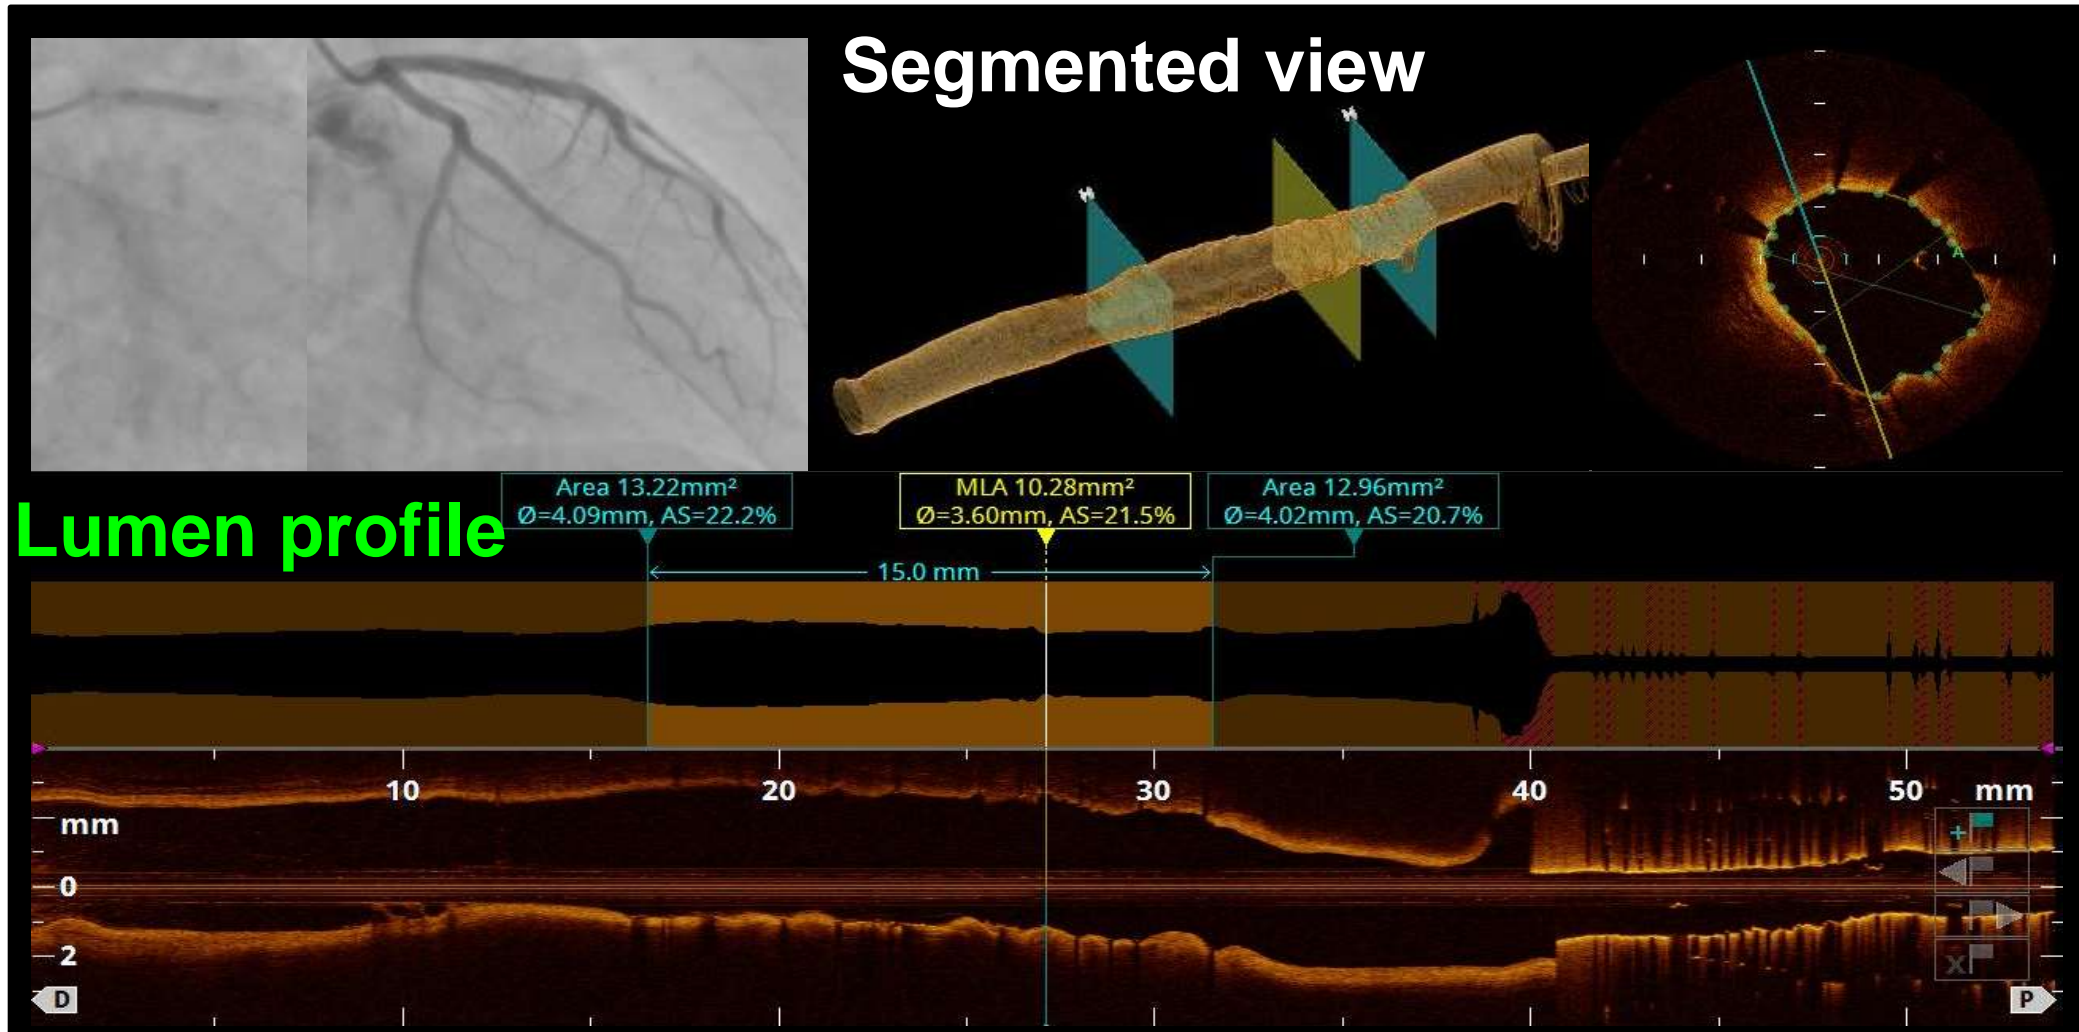 Segmented view
A
Lumen profile
Area 13.22mm²
Ø=4.09mm, AS=22.2%
MLA 10.28mm²
Ø=3.60mm, AS=21.5%
Area 12.96mm²
Ø=4.02mm, AS=20.7%
15.0 mm
10 20 30 40 50 mm
mm
0
2
+
X
D
P